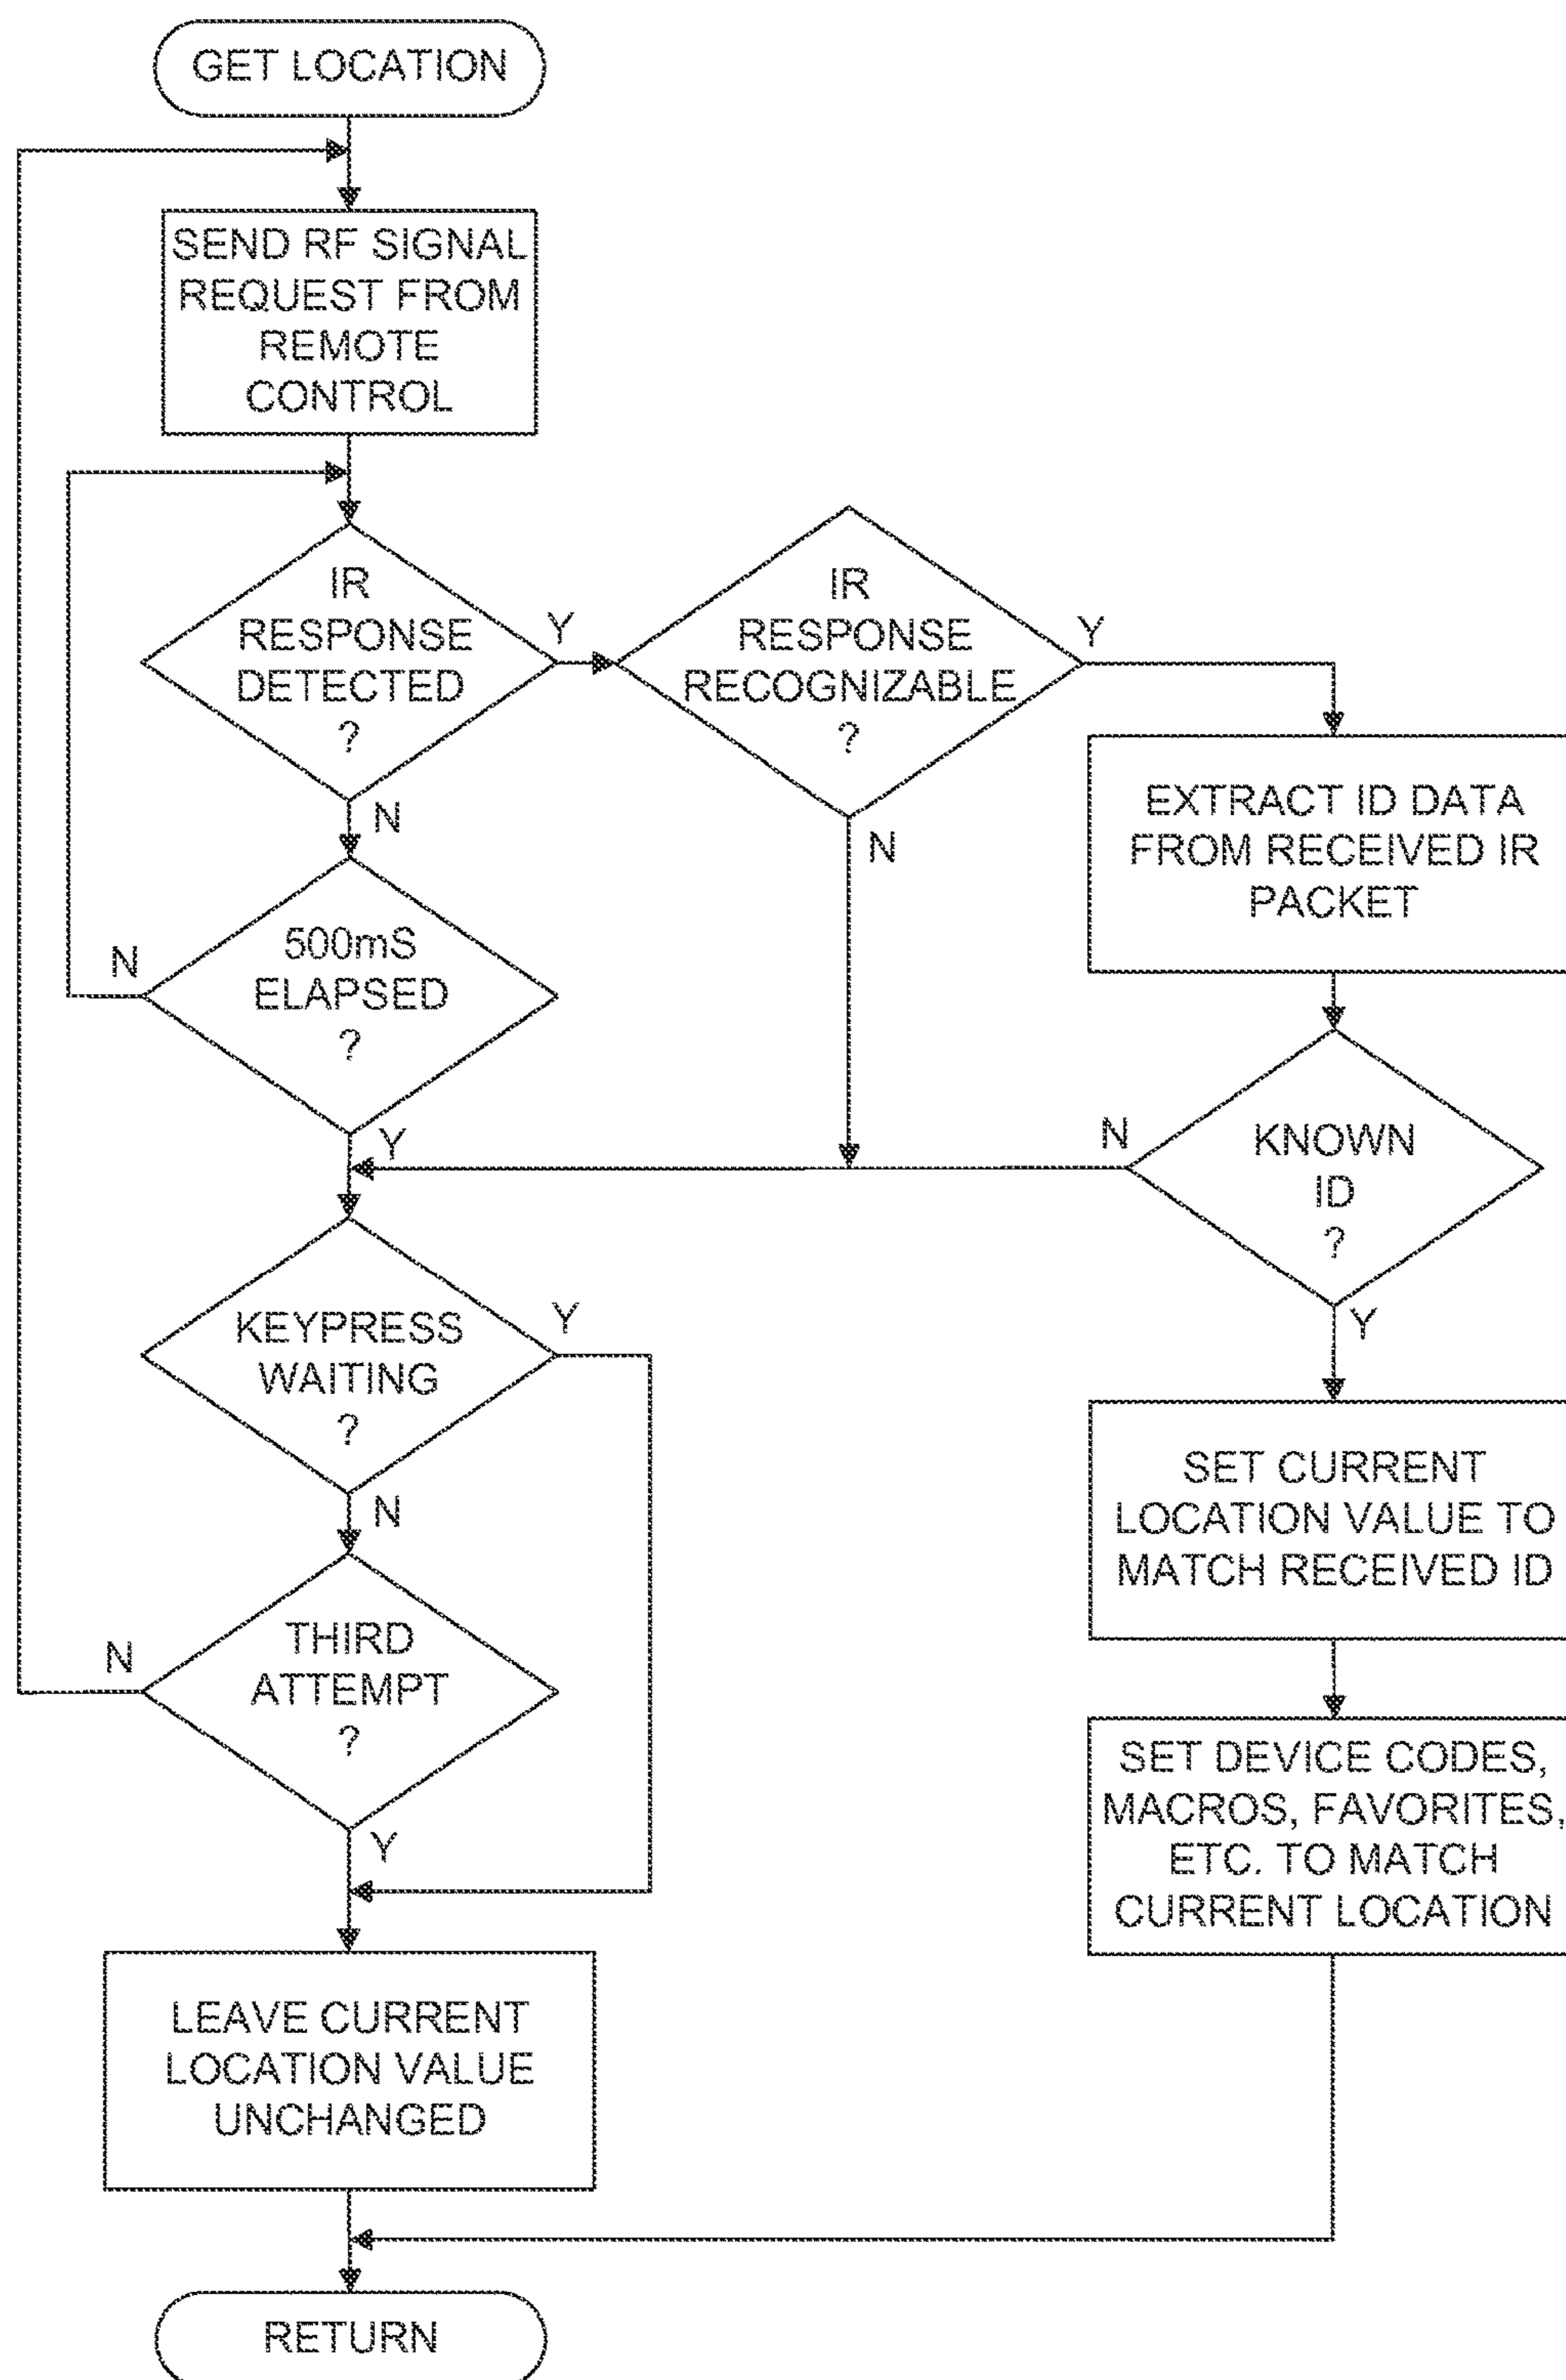 GET LOCATION
SEND RF SIGNAL
REQUEST FROM
REMOTE
CONTROL
IR
RESPONSE
DETECTED
?
Y
N
IR
RESPONSE
RECOGNIZABLE
?
Y
N
EXTRACT ID DATA
FROM RECEIVED IR
PACKET
500mS
ELAPSED
?
N
Y
KNOWN
ID
?
N
Y
KEYPRESS
WAITING
?
Y
N
SET CURRENT
LOCATION VALUE TO
MATCH RECEIVED ID
THIRD
ATTEMPT
?
N
Y
SET DEVICE CODES,
MACROS, FAVORITES,
ETC. TO MATCH
CURRENT LOCATION
LEAVE CURRENT
LOCATION VALUE
UNCHANGED
RETURN